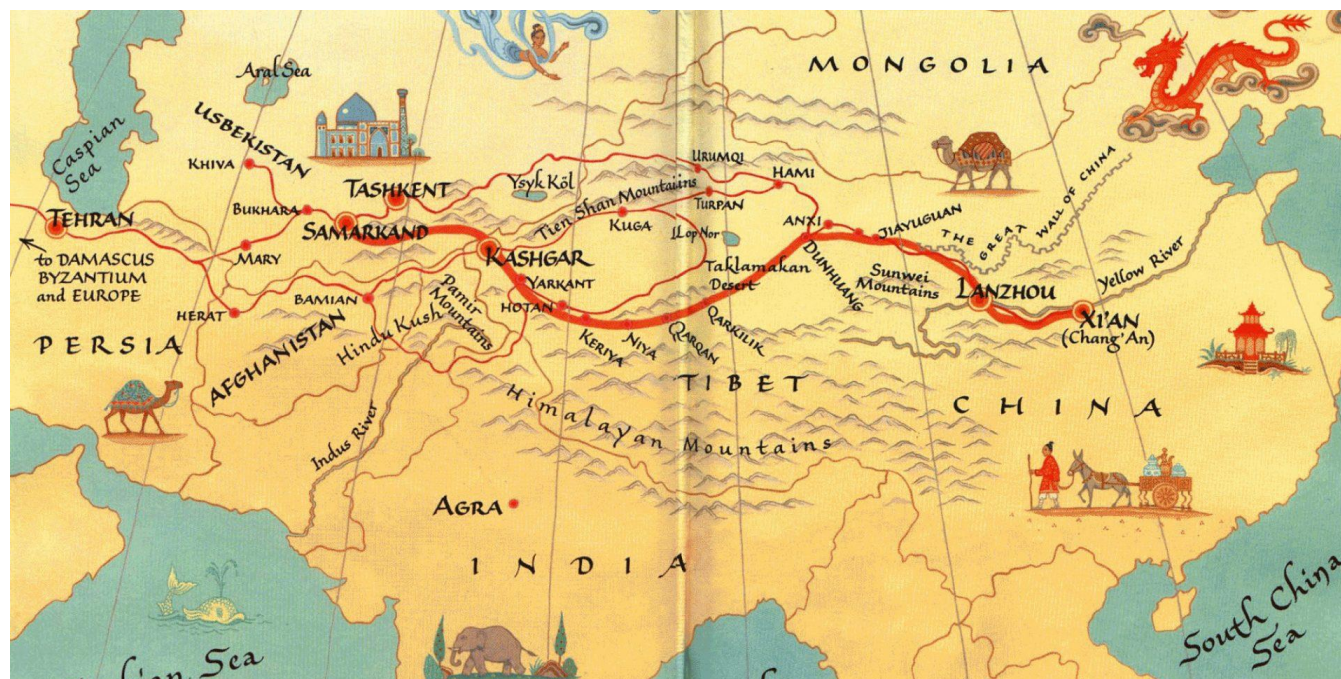 MONGOLIA
Aral Sea
USBEKISTAN
Caspian
Sea
KHIVA
URUMQI
HAMI
THE GREAT WALL OF CHINA
Ysyk Köl
Tien Shan Mountaiins
TURPAN
TASHKENT
BUKHARA
KUGA
ANXI
JIAYUGUAN
TEHRAN
SAMARKAND
Lop Nor
MARY
KASHGAR
to DAMASCUS
BYZANTIUM
and EUROPE
Taklamakan
Desert
DUNHUANG
Sunwei
Mountains
LANZHOU
Yellow River
YARKANT
BAMIAN
Pamir
Mountains
HOTAN
HERAT
XI'AN
(Chang'An)
PERSIA
AFGHANISTAN
Hindu Kush
KERIYA
NIYA
QARQAN
QARKILIK
TIBET
CHINA
Himalayan Mountains
Indus River
AGRA
INDIA
South China
Sea
Sea